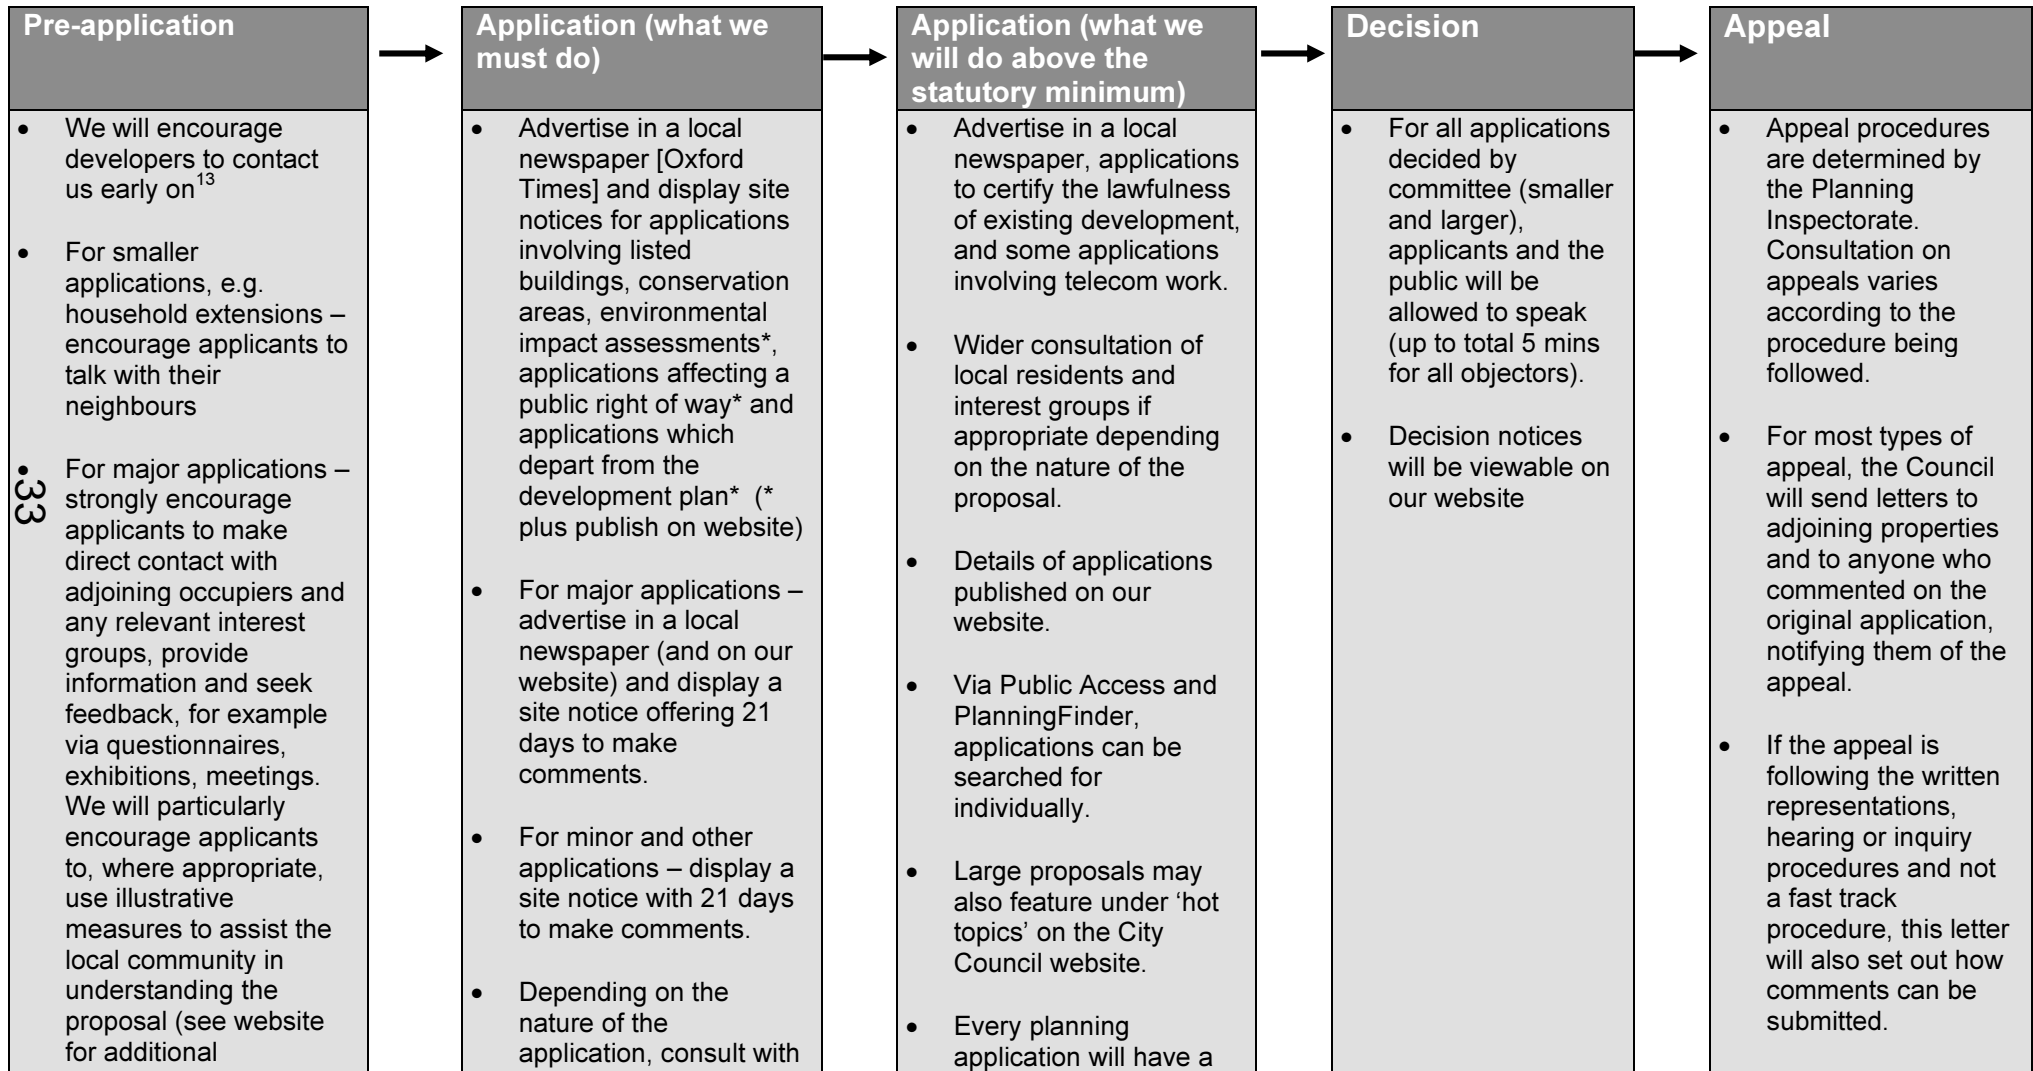 Pre-application
We will encourage
developers to contact
us early on13
For smaller
applications, e.g.
household extensions –
encourage applicants to
talk with their
neighbours
For major applications –
strongly encourage
applicants to make
direct contact with
adjoining occupiers and
any relevant interest
groups, provide
information and seek
feedback, for example
via questionnaires,
exhibitions, meetings.
We will particularly
encourage applicants
to, where appropriate,
use illustrative
measures to assist the
local community in
understanding the
proposal (see website
for additional
33
Application (what we
must do)
Advertise in a local
newspaper [Oxford
Times] and display site
notices for applications
involving listed
buildings, conservation
areas, environmental
impact assessments*,
applications affecting a
public right of way* and
applications which
depart from the
development plan* (*
plus publish on website)
For major applications –
advertise in a local
newspaper (and on our
website) and display a
site notice offering 21
days to make
comments.
For minor and other
applications – display a
site notice with 21 days
to make comments.
Depending on the
nature of the
application, consult with
Application (what we
will do above the
statutory minimum)
Advertise in a local
newspaper, applications
to certify the lawfulness
of existing development,
and some applications
involving telecom work.
Wider consultation of
local residents and
interest groups if
appropriate depending
on the nature of the
proposal.
Details of applications
published on our
website.
Via Public Access and
PlanningFinder,
applications can be
searched for
individually.
Large proposals may
also feature under ‘hot
topics’ on the City
Council website.
Every planning
application will have a
Decision
For all applications
decided by
committee (smaller
and larger),
applicants and the
public will be
allowed to speak
(up to total 5 mins
for all objectors).
Decision notices
will be viewable on
our website
Appeal
Appeal procedures
are determined by
the Planning
Inspectorate.
Consultation on
appeals varies
according to the
procedure being
followed.
For most types of
appeal, the Council
will send letters to
adjoining properties
and to anyone who
commented on the
original application,
notifying them of the
appeal.
If the appeal is
following the written
representations,
hearing or inquiry
procedures and not
a fast track
procedure, this letter
will also set out how
comments can be
submitted.